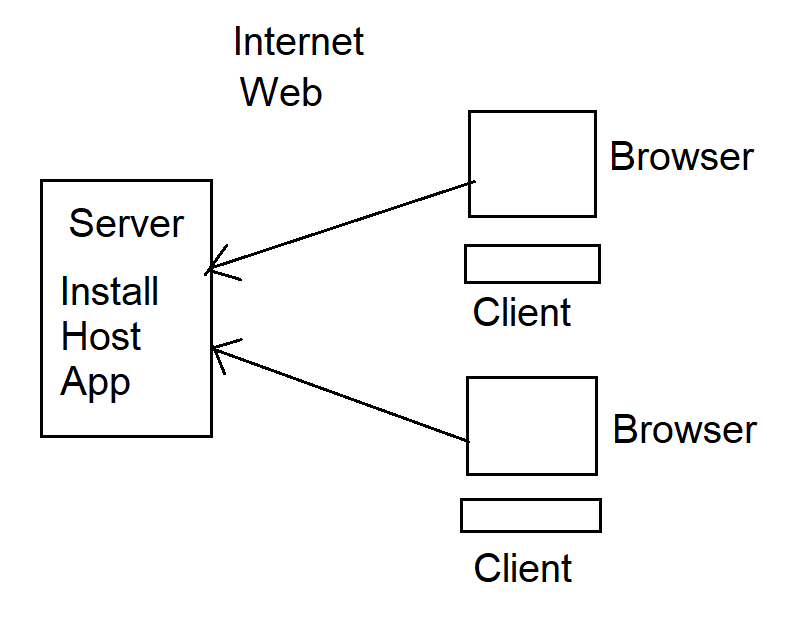 Internet
Web
Browser
Server
Install
Host
App
Client
Browser
Client